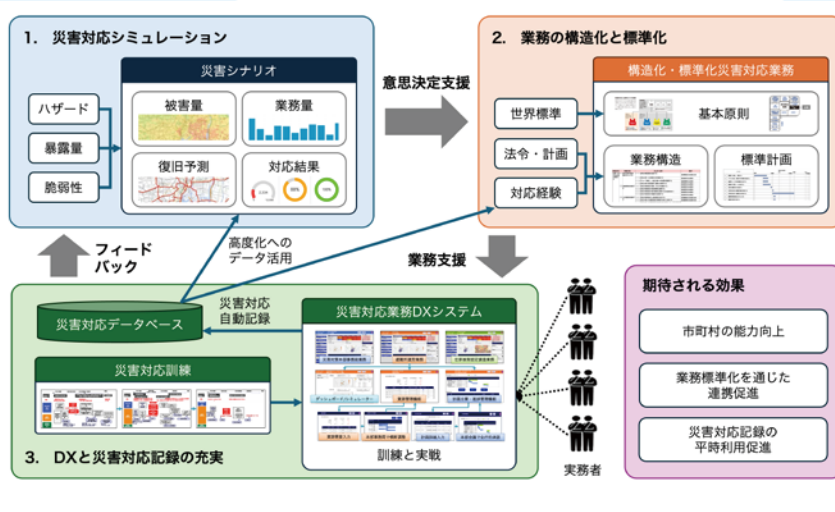 1. 災害対応シミュレーション
災害シナリオ
ハザード
暴露量
脆弱性
被害量
業務量
復旧予測
対応結果
意思決定支援
2. 業務の構造化と標準化
構造化・標準化災害対応業務
世界標準
法令・計画
対応経験
基本原則
業務構造
標準計画
フィード
バック
高度化への
データ活用
業務支援
災害対応データベース
災害対応
自動記録
災害対応業務DXシステム
災害対応訓練
訓練と実戦
3. DXと災害対応記録の充実
実務者
期待される効果
市町村の能力向上
業務標準化を通じた
連携促進
災害対応記録の
平時利用促進